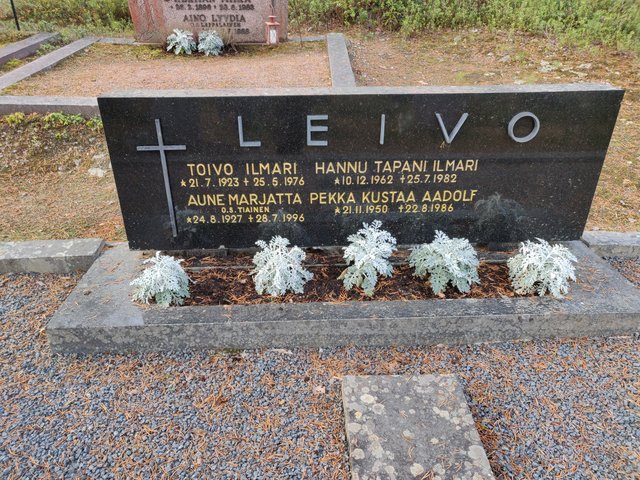 AINO LYYDIA
LEIVO
TOIVO ILMARI HANNU TAPANI ILMARI
*21.7.1923 +25.5.1976 *10.12.1962 +25.7.1982
AUNE MARJATTA PEKKA KUSTAA AADOLF
O.S. TIAINEN *21.11.1950 +22.8.1986
*24.8.1927 +28.7.1996